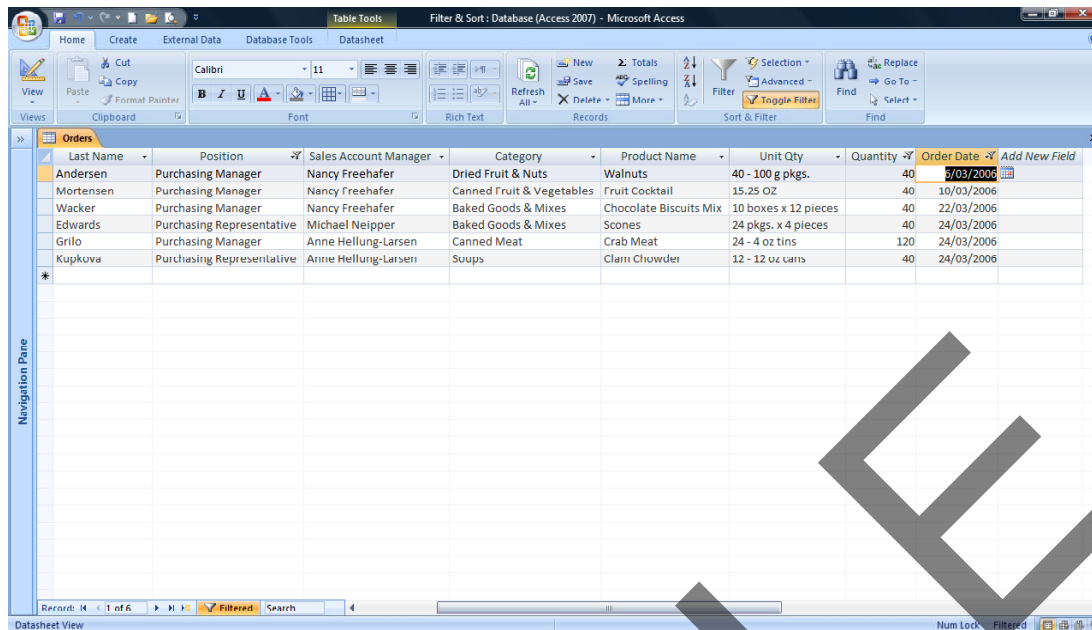 Table Tools Filter & Sort : Database (Access 2007) - Microsoft Access
Home Create External Data Database Tools Datasheet
Cut Calibri 11 New Totals Selection Replace
View Paste Copy Refresh All Save Spelling Filter Advanced Find Go To
Format Painter B I U A Delete More Toggle Filter Select
Views Clipboard Font Rich Text Records Sort & Filter Find
Orders
Last Name Position Sales Account Manager Category Product Name Unit Qty Quantity Order Date Add New Field
Andersen Purchasing Manager Nancy Freehafer Dried Fruit & Nuts Walnuts 40 - 100 g pkgs. 40 6/03/2006
Mortensen Purchasing Manager Nancy Freehafer Canned Fruit & Vegetables Fruit Cocktail 15.25 OZ 40 10/03/2006
Wacker Purchasing Manager Nancy Freehafer Baked Goods & Mixes Chocolate Biscuits Mix 10 boxes x 12 pieces 40 22/03/2006
Edwards Purchasing Representative Michael Neipper Baked Goods & Mixes Scones 24 pkgs. x 4 pieces 40 24/03/2006
Grilo Purchasing Manager Anne Hellung-Larsen Canned Meat Crab Meat 24 - 4 oz tins 120 24/03/2006
Kupkova Purchasing Representative Anne Hellung-Larsen Soups Clam Chowder 12 - 12 oz cans 40 24/03/2006
Navigation Pane
Record: 1 of 6 Filtered Search
Datasheet View Num Lock Filtered